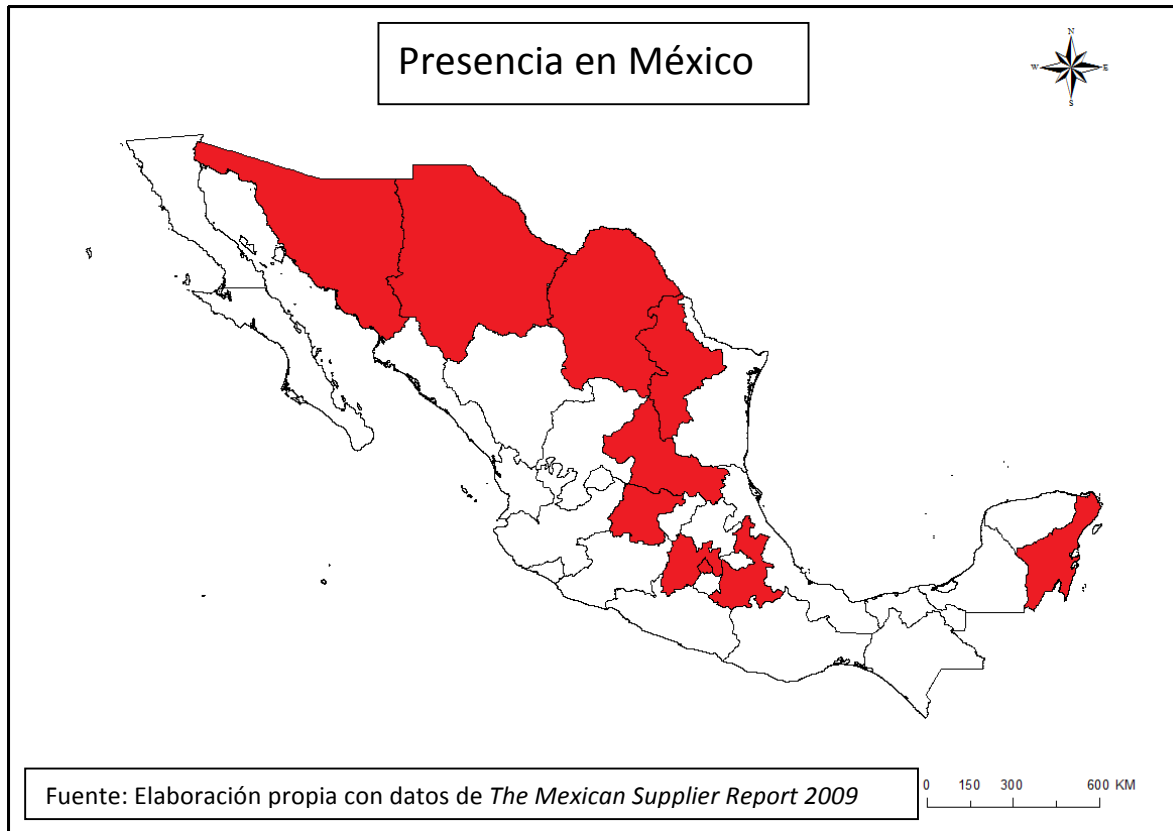 Presencia en México
N
W E
S
Fuente: Elaboración propia con datos de The Mexican Supplier Report 2009
0 150 300 600 KM